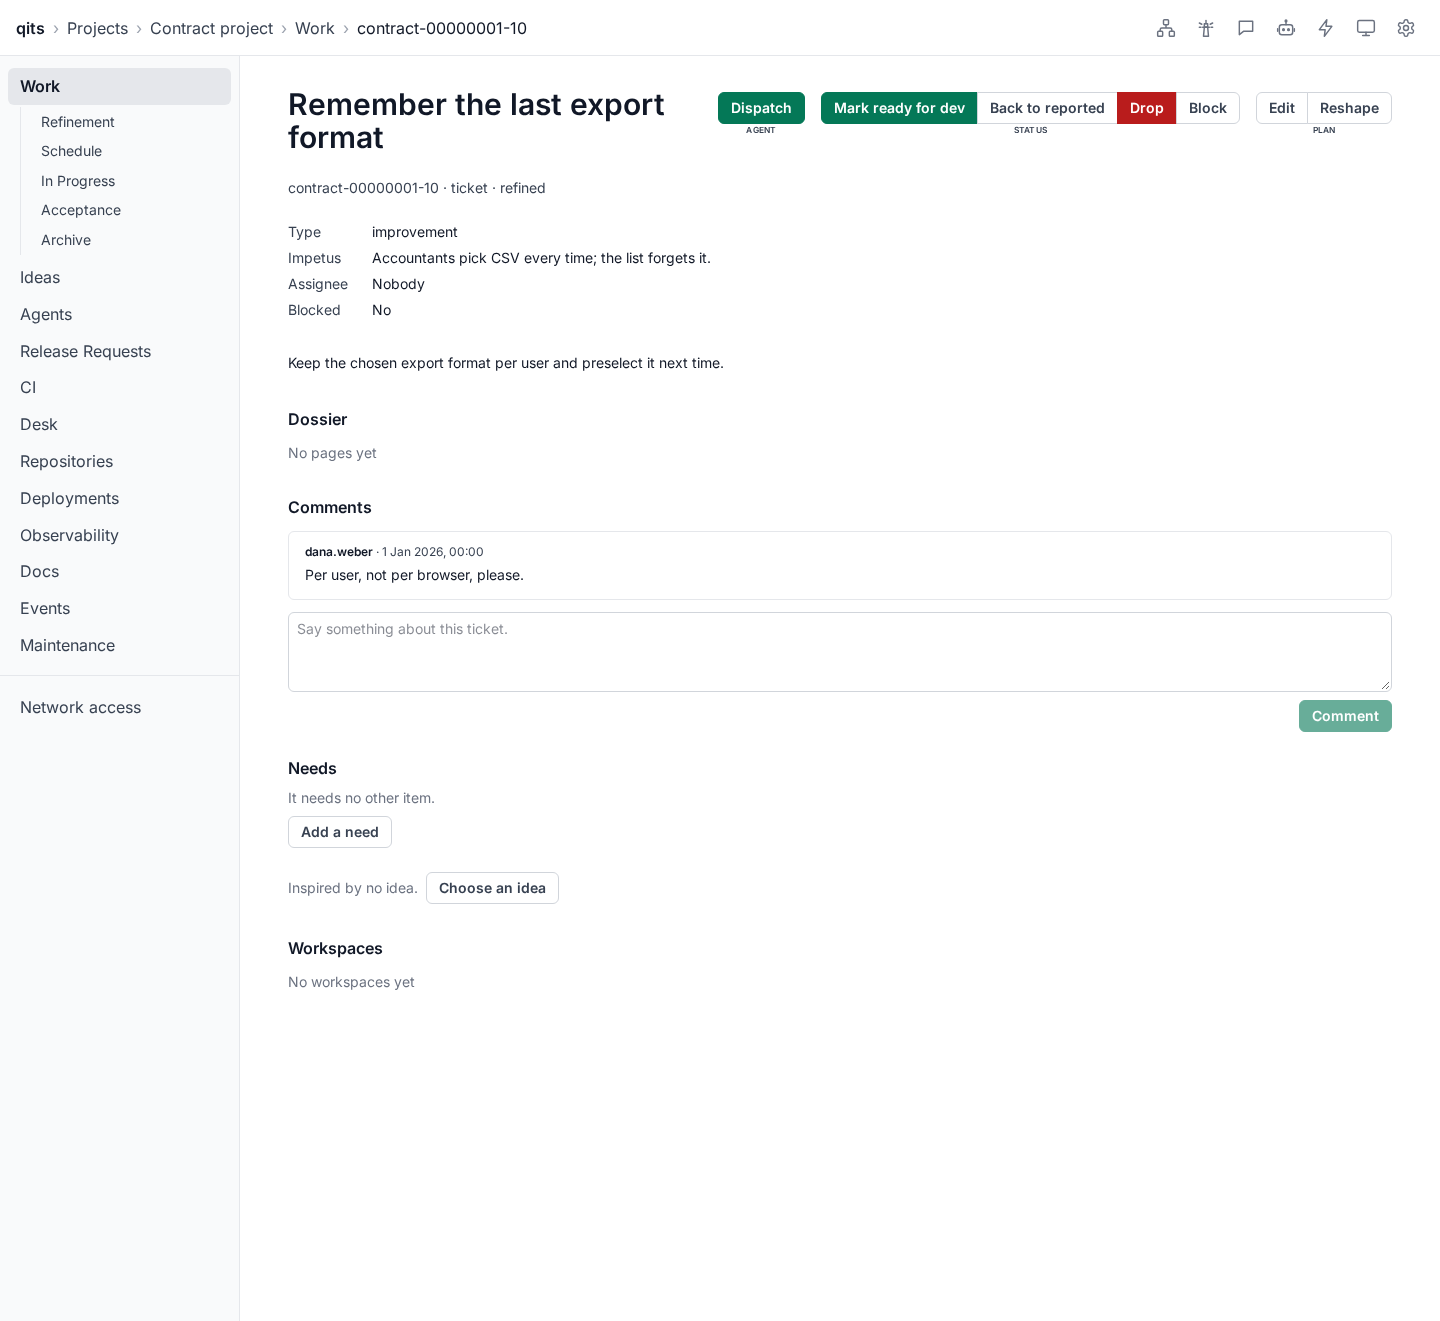 qits › Projects › Contract project › Work › contract-00000001-10
Work
Refinement
Schedule
In Progress
Acceptance
Archive
Ideas
Agents
Release Requests
CI
Desk
Repositories
Deployments
Observability
Docs
Events
Maintenance
Network access
Remember the last export
format
Dispatch
AGENT
Mark ready for dev Back to reported Drop Block
STATUS
Edit Reshape
PLAN
contract-00000001-10 · ticket · refined
Type improvement
Impetus Accountants pick CSV every time; the list forgets it.
Assignee Nobody
Blocked No
Keep the chosen export format per user and preselect it next time.
Dossier
No pages yet
Comments
dana.weber · 1 Jan 2026, 00:00
Per user, not per browser, please.
Say something about this ticket.
Comment
Needs
It needs no other item.
Add a need
Inspired by no idea. Choose an idea
Workspaces
No workspaces yet